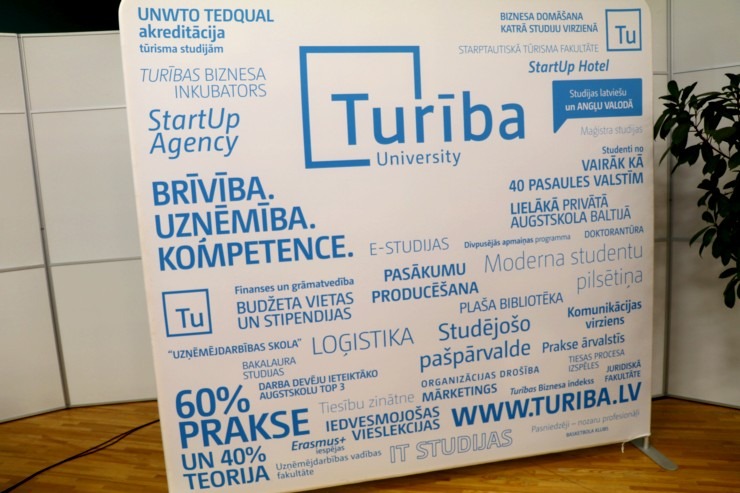 UNWTO TEDQUAL
akreditācija
tūrisma studijām
TURĪBAS BIZNESA
INKUBATORS
StartUp
Agency
Turība
University
BIZNESA DOMĀŠANA
KATRĀ STUDIJU VIRZIENĀ
Tu
STARPTAUTISKĀ TŪRISMA FAKULTĀTE
StartUp Hotel
Studijas latviešu
un ANGĻU VALODĀ
Maģistra studijas
Studenti no
VAIRĀK KĀ
40 PASAULES VALSTĪM
LIELĀKĀ PRIVĀTĀ
AUGSTSKOLA BALTIJĀ
BRĪVĪBA.
UZŅĒMĪBA.
KOMPETENCE.
E-STUDIJAS
Divpusējās apmaiņas programma
DOKTORANTŪRA
PASĀKUMU
PRODUCĒŠANA
Moderna studentu
pilsētiņa
Tu
Finanses un grāmatvedība
BUDŽETA VIETAS
UN STIPENDIJAS
PLAŠA BIBLIOTĒKA
Komunikācijas
virziens
"UZŅĒMĒJDARBĪBAS SKOLA"
LOĢISTIKA
Studējošo
pašpārvalde
Prakse ārvalstīs
BAKALAURA
STUDIJAS
TIESAS PROCESA
IZSPĒLES
JURIDISKĀ
FAKULTĀTE
DARBA DEVĒJU IETEIKTĀKO
AUGSTSKOLU TOP 3
ORGANIZĀCIJAS DROŠĪBA
MĀRKETINGS
Turības Biznesa indekss
60%
PRAKSE
UN 40%
TEORIJA
Tiesību zinātne
IEDVESMOJOŠAS
VIESLEKCIJAS
WWW.TURIBA.LV
Erasmus+
iespējas
Uzņēmējdarbības vadības
fakultāte
IT STUDIJAS
Pasniedzēji – nozaru profesionāļi
BASKETBOLA KLUBS